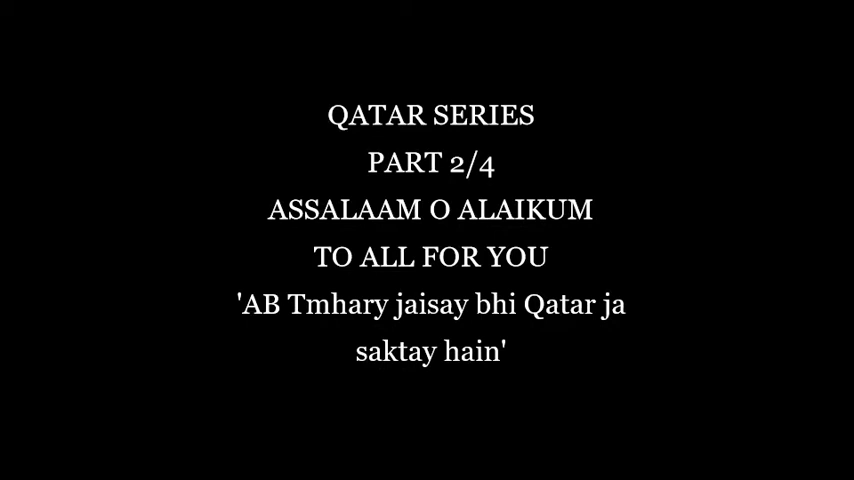 QATAR SERIES
PART 2/4
ASSALAAM O ALAIKUM
TO ALL FOR YOU
'AB Tmhary jaisay bhi Qatar ja
saktay hain'